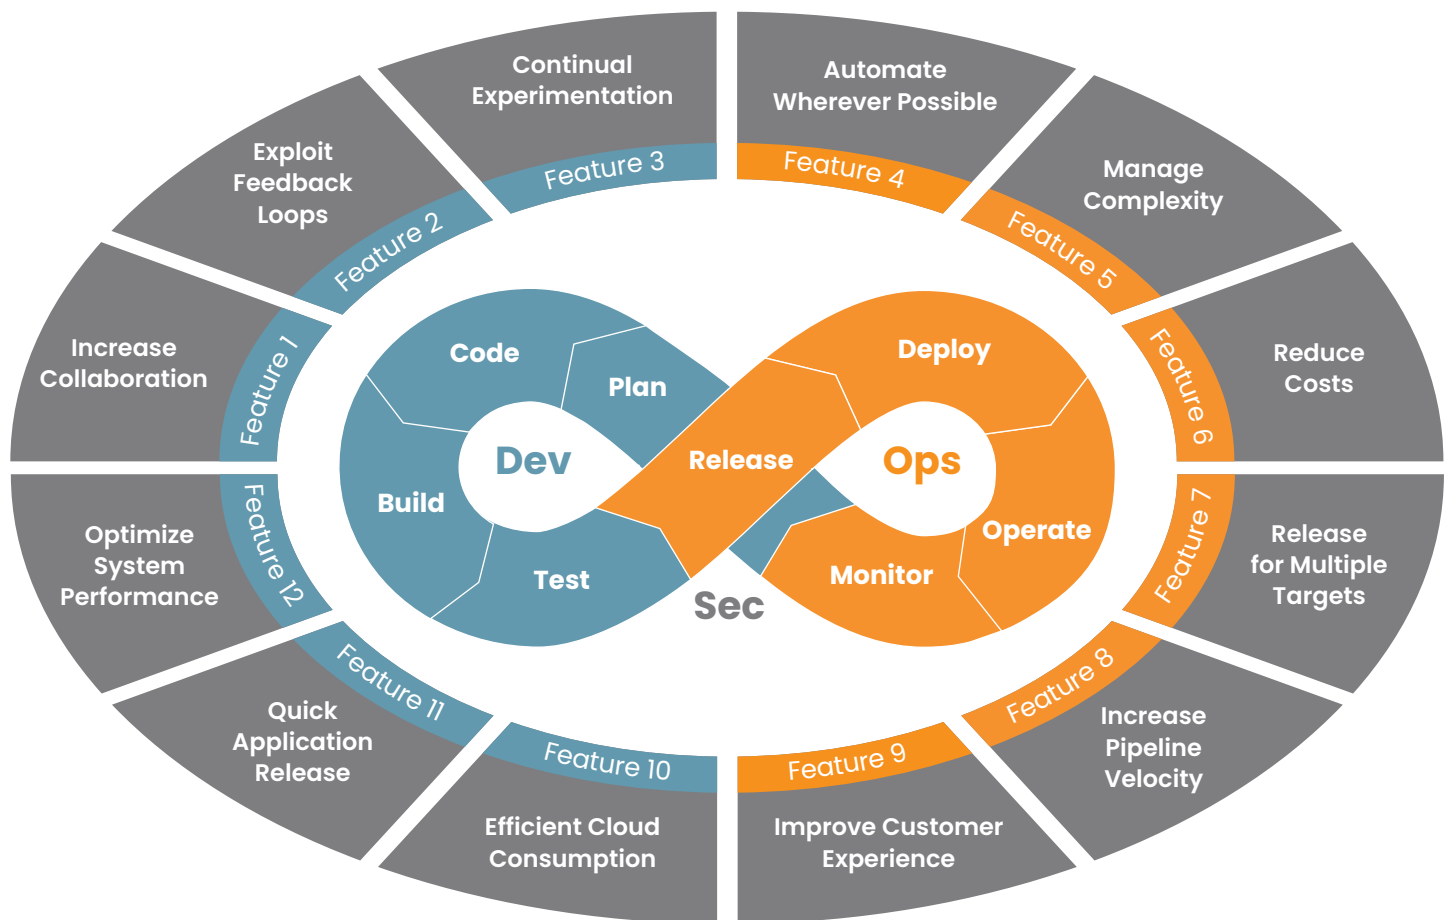 Continual
Experimentation
Feature 3
Automate
Wherever Possible
Feature 4
Exploit
Feedback
Loops
Feature 2
Manage
Complexity
Feature 5
Increase
Collaboration
Feature 1
Reduce
Costs
Feature 6
Code
Plan
Deploy
Dev
Release
Ops
Build
Test
Monitor
Operate
Sec
Optimize
System
Performance
Feature 12
Release
for Multiple
Targets
Feature 7
Quick
Application
Release
Feature 11
Increase
Pipeline
Velocity
Feature 8
Feature 10
Efficient Cloud
Consumption
Feature 9
Improve Customer
Experience